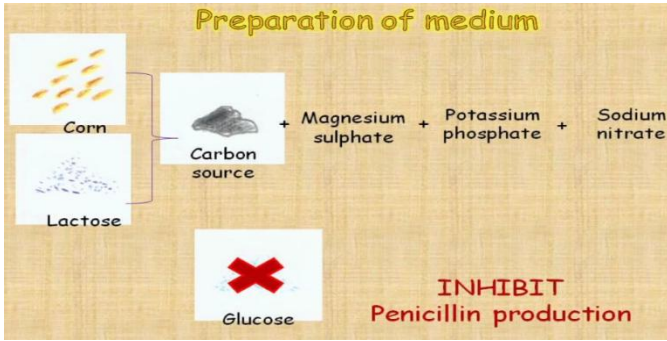 Preparation of medium
Corn
Lactose
Carbon
source
+ Magnesium
sulphate
+ Potassium
phosphate
+ Sodium
nitrate
Glucose
INHIBIT
Penicillin production